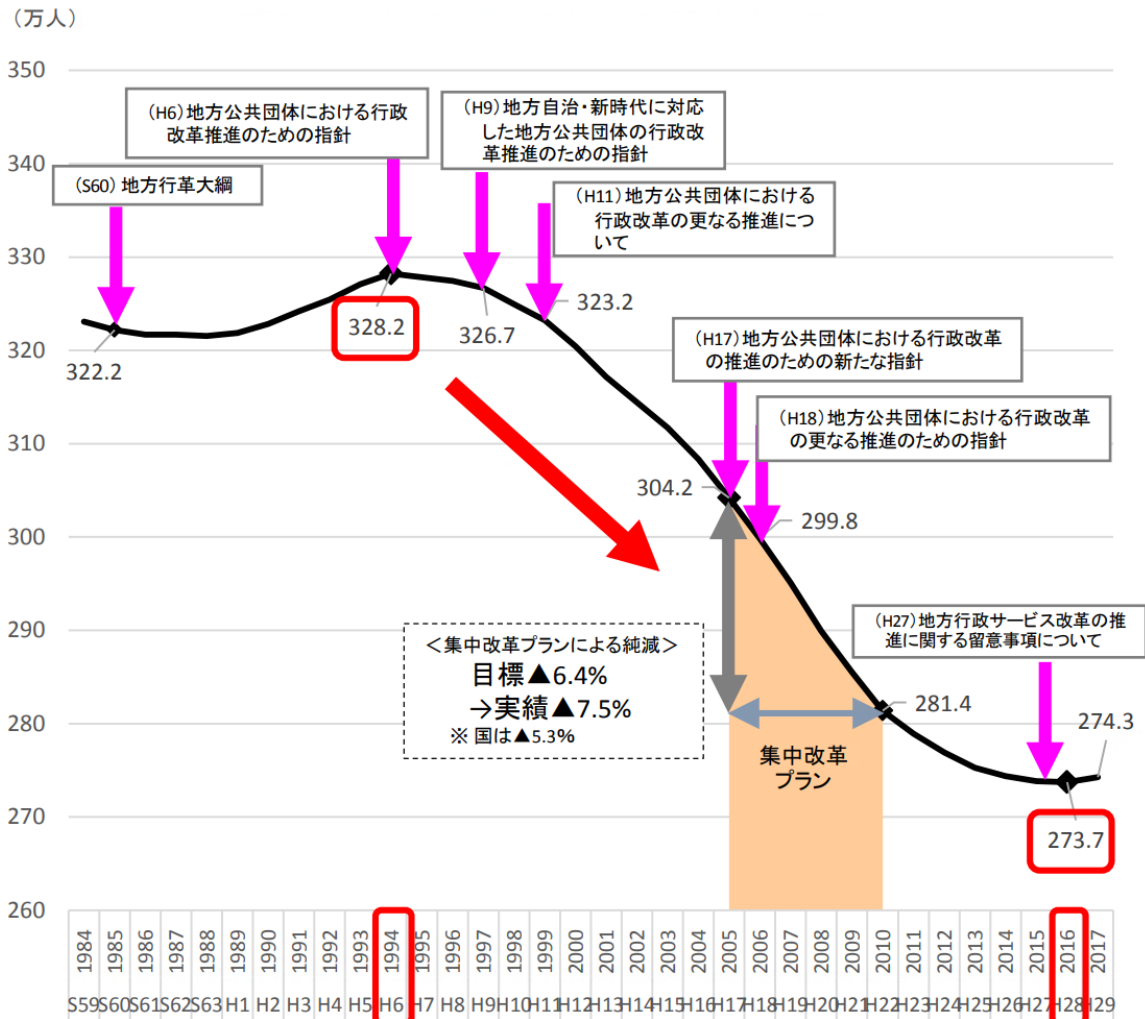 （万人）
350
（H6）地方公共団体における行政
改革推進のための指針
（H9）地方自治・新時代に対応
した地方公共団体の行政改
革推進のための指針
340
（S60）地方行革大綱
（H11）地方公共団体における
行政改革の更なる推進につ
いて
330
323.2
328.2
326.7
320
322.2
（H17）地方公共団体における行政改革
の推進のための新たな指針
（H18）地方公共団体における行政改革
の更なる推進のための指針
310
304.2
299.8
300
290
（H27）地方行政サービス改革の推
進に関する留意事項について
＜集中改革プランによる純減＞
目標▲6.4%
→実績▲7.5%
※ 国は▲5.3%
281.4
274.3
280
集中改革
プラン
270
273.7
260
1984 1985 1986 1987 1988 1989 1990 1991 1992 1993 1994 1995 1996 1997 1998 1999 2000 2001 2002 2003 2004 2005 2006 2007 2008 2009 2010 2011 2012 2013 2014 2015 2016 2017
S59 S60 S61 S62 S63 H1 H2 H3 H4 H5 H6 H7 H8 H9 H10 H11 H12 H13 H14 H15 H16 H17 H18 H19 H20 H21 H22 H23 H24 H25 H26 H27 H28 H29